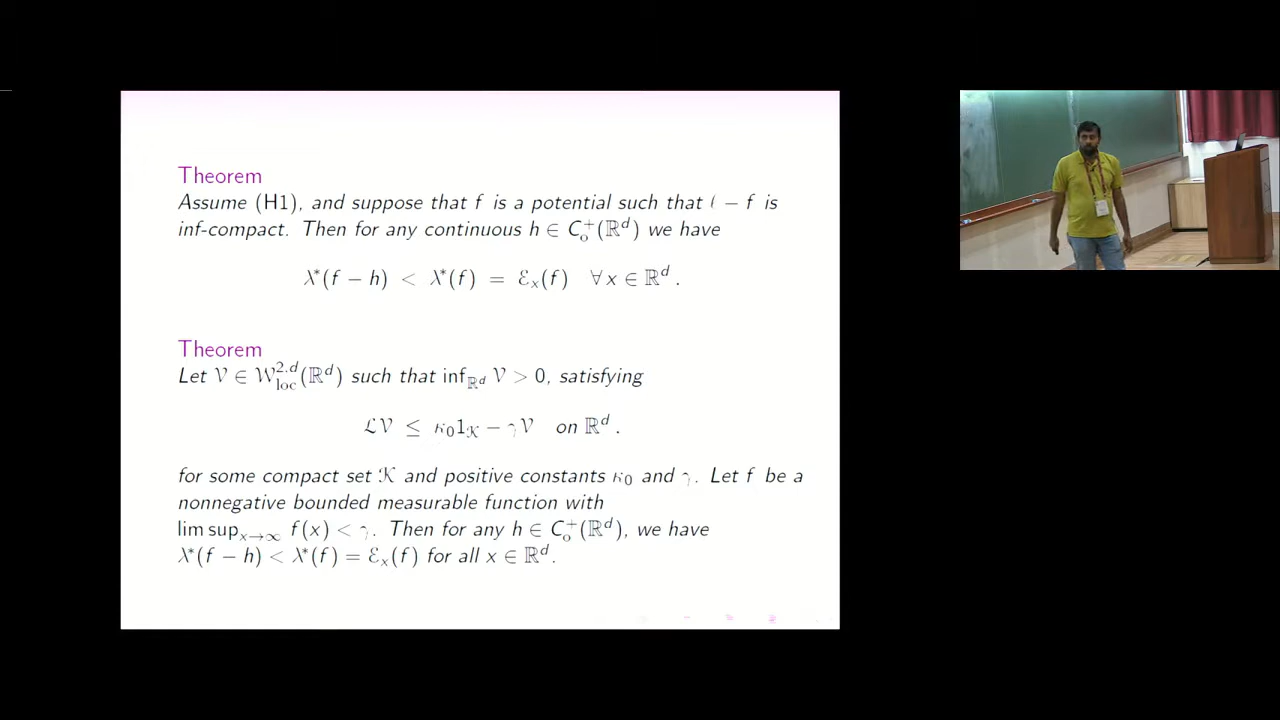 Theorem
Assume (H1), and suppose that f is a potential such that ℓ − f is
inf-compact. Then for any continuous h ∈ C₀⁺(ℝᵈ) we have
λ*(f − h) < λ*(f) = ℰₓ(f) ∀x ∈ ℝᵈ.
Theorem
Let 𝒱 ∈ 𝒲²·ᵈ_loc(ℝᵈ) such that inf_ℝᵈ 𝒱 > 0, satisfying
ℒ𝒱 ≤ κ₀1_𝒦 − γ𝒱 on ℝᵈ.
for some compact set 𝒦 and positive constants κ₀ and γ. Let f be a
nonnegative bounded measurable function with
lim supₓ→∞ f(x) < γ. Then for any h ∈ C₀⁺(ℝᵈ), we have
λ*(f − h) < λ*(f) = ℰₓ(f) for all x ∈ ℝᵈ.